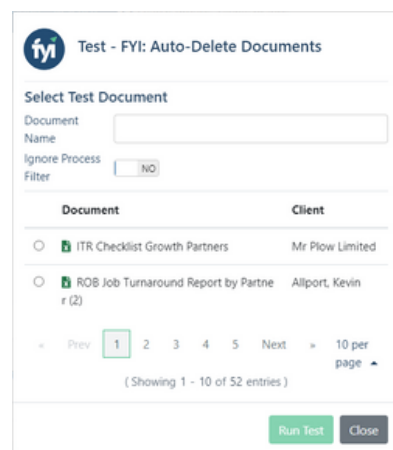 fyi Test - FYI: Auto-Delete Documents
Select Test Document
Document
Name
Ignore Process
Filter
NO
Document Client
ITR Checklist Growth Partners Mr Plow Limited
ROB Job Turnaround Report by Partne Allport, Kevin
r (2)
« Prev 1 2 3 4 5 Next » 10 per
page
( Showing 1 - 10 of 52 entries )
Run Test Close